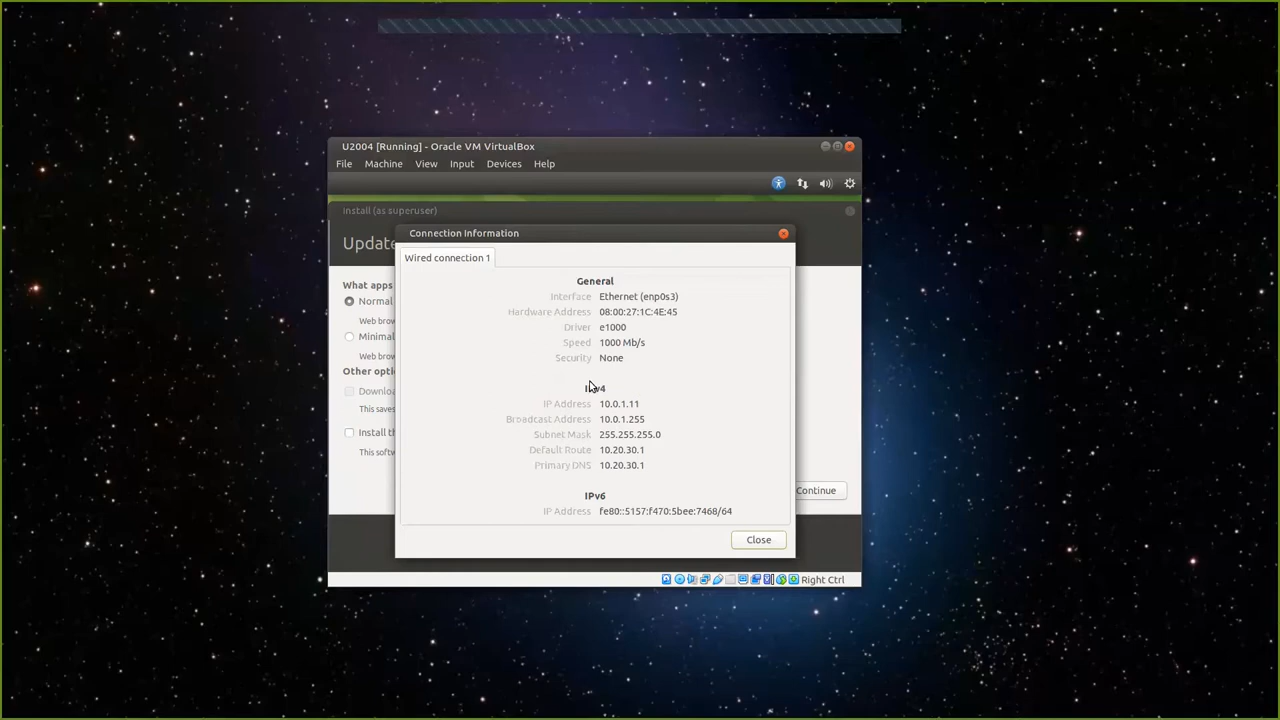 U2004 [Running] - Oracle VM VirtualBox
File Machine View Input Devices Help
Install (as superuser)
Connection Information
Update
Wired connection 1
What apps
Normal
Web brow
Minimal
Web brow
Other opti
Downloa
This saves
Install th
This softw
General
Interface Ethernet (enp0s3)
Hardware Address 08:00:27:1C:4E:45
Driver e1000
Speed 1000 Mb/s
Security None
IPv4
IP Address 10.0.1.11
Broadcast Address 10.0.1.255
Subnet Mask 255.255.255.0
Default Route 10.20.30.1
Primary DNS 10.20.30.1
IPv6
IP Address fe80::5157:f470:5bee:7468/64
Continue
Close
Right Ctrl